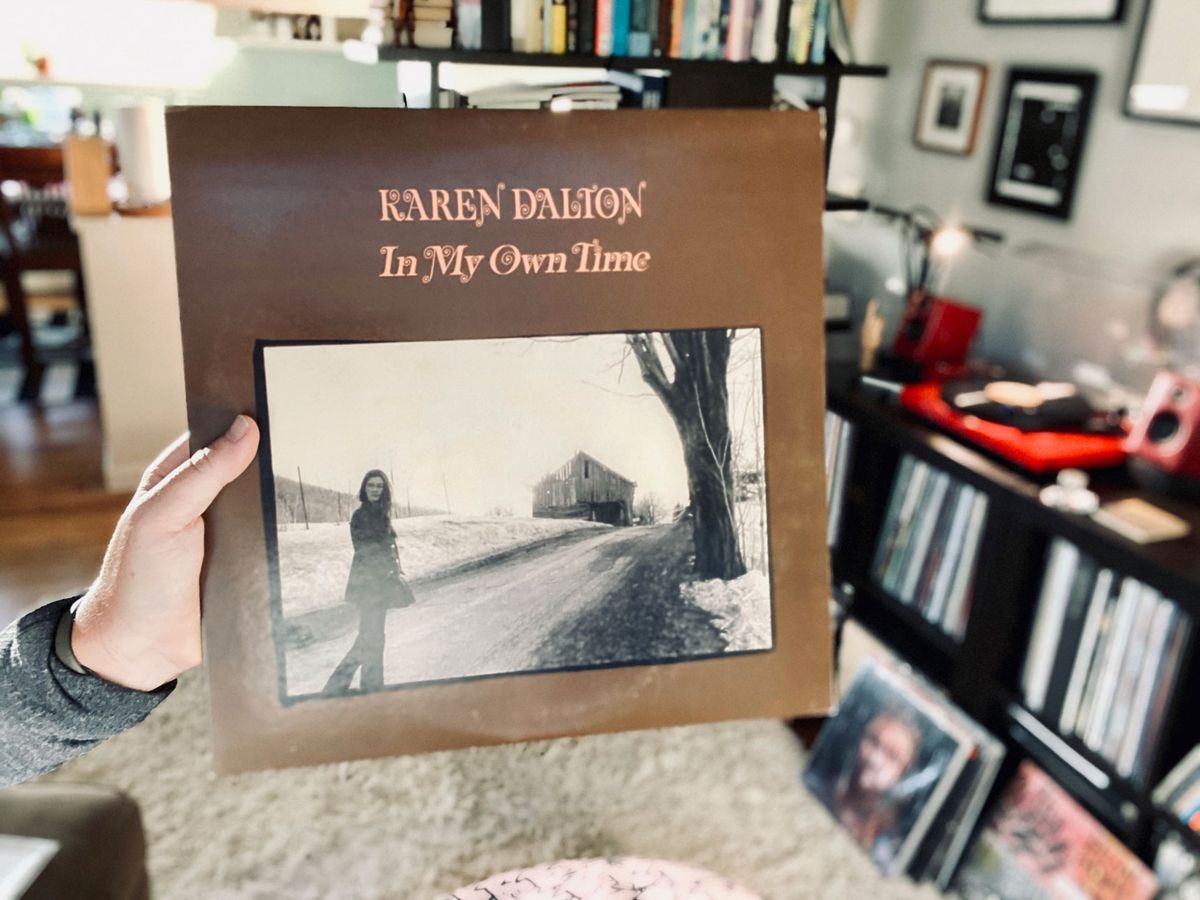 KAREN DALTON
In My Own Time